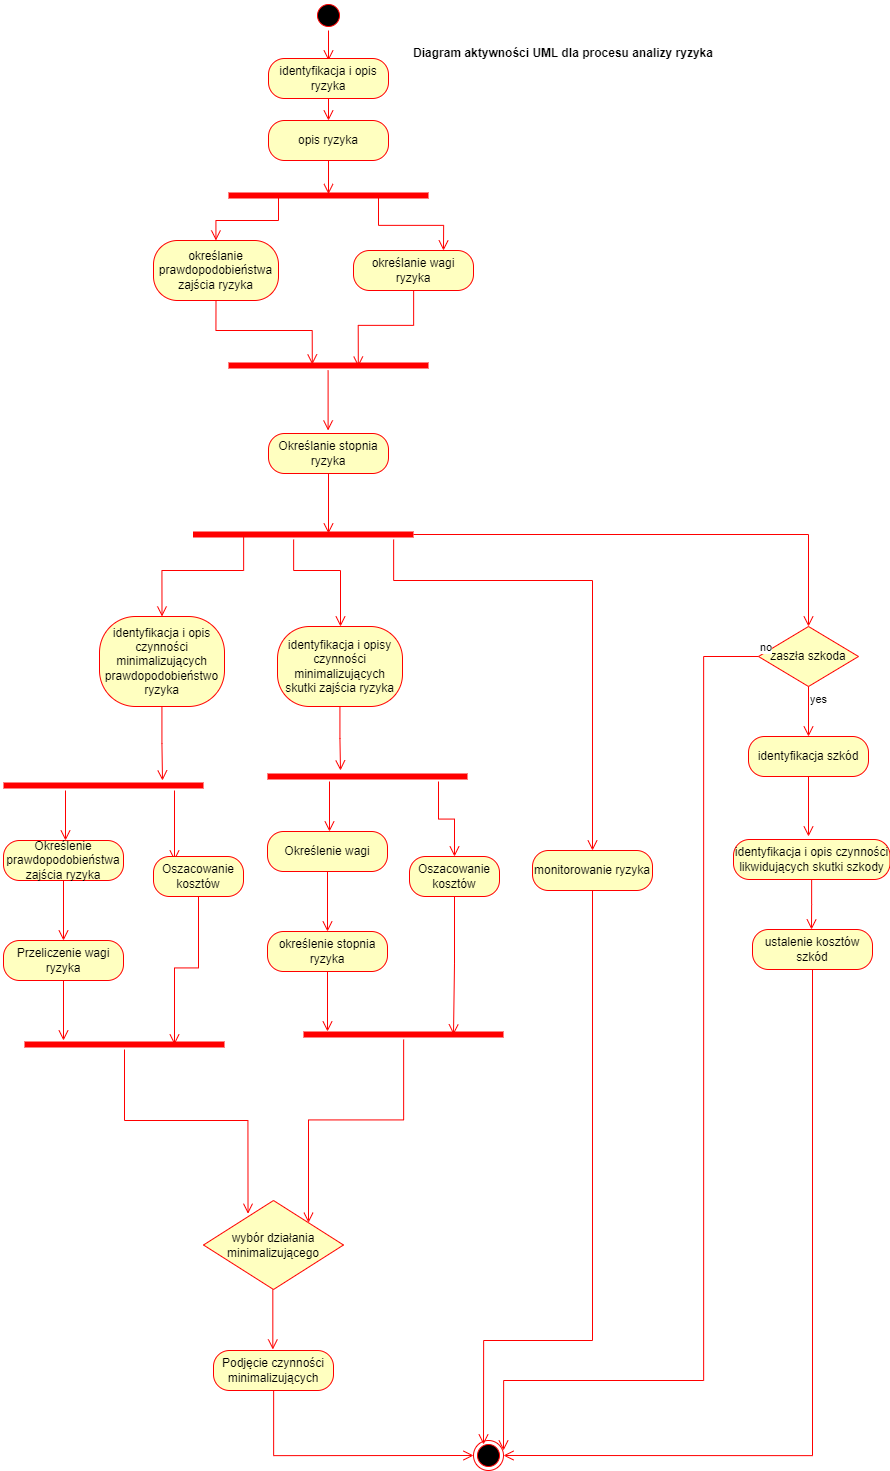 Diagram aktywności UML dla procesu analizy ryzyka
identyfikacja i opis
ryzyka
opis ryzyka
określanie
prawdopodobieństwa
zajścia ryzyka
określanie wagi
ryzyka
Określanie stopnia
ryzyka
identyfikacja i opis
czynności
minimalizujących
prawdopodobieństwo
ryzyka
identyfikacja i opisy
czynności
minimalizujących
skutki zajścia ryzyka
no
zaszła szkoda
yes
identyfikacja szkód
Określenie
prawdopodobieństwa
zajścia ryzyka
Oszacowanie
kosztów
Określenie wagi
Oszacowanie
kosztów
monitorowanie ryzyka
identyfikacja i opis czynności
likwidujących skutki szkody
Przeliczenie wagi
ryzyka
określenie stopnia
ryzyka
ustalenie kosztów
szkód
wybór działania
minimalizującego
Podjęcie czynności
minimalizujących